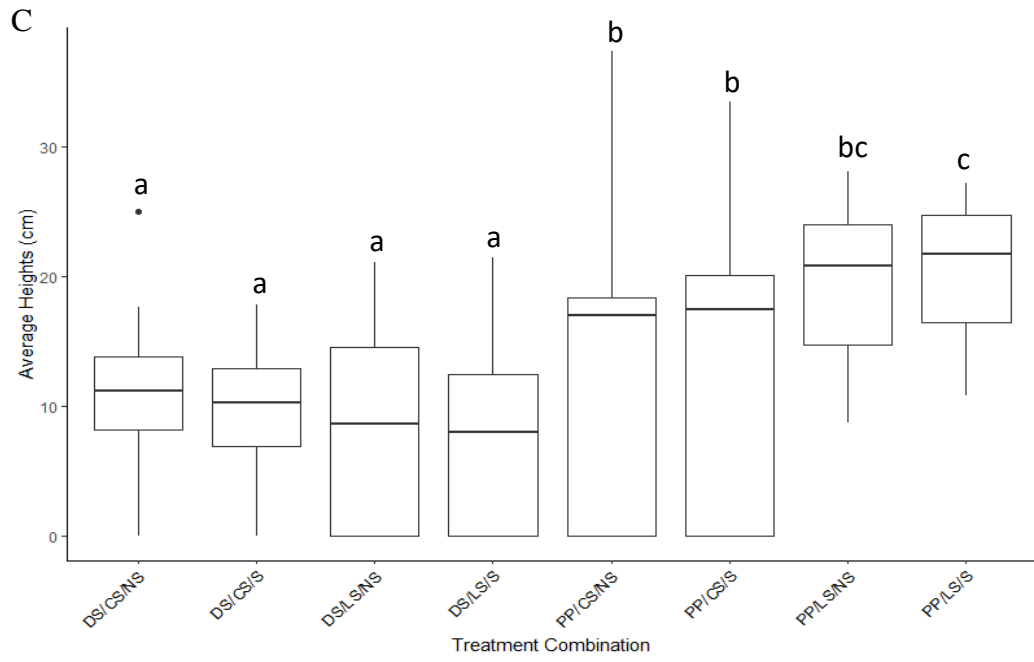 C
b
b
a
bc
c
a
a
a
30
20
10
0
Average Heights (cm)
DS/CS/NS
DS/CS/S
DS/LS/NS
DS/LS/S
PP/CS/NS
PP/CS/S
PP/LS/NS
PP/LS/S
Treatment Combination